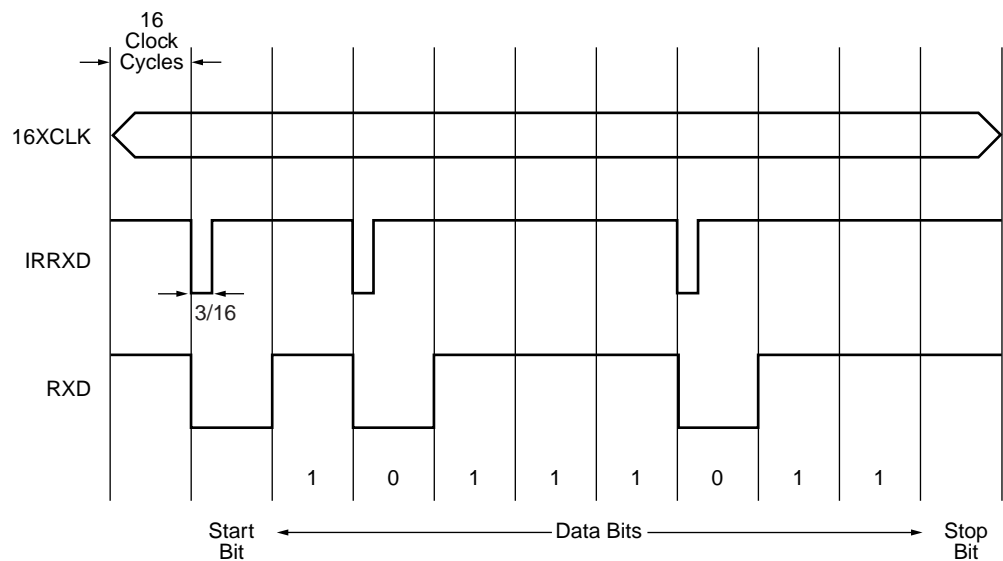 16
Clock
Cycles
16XCLK
IRRXD
3/16
RXD
1 0 1 1 1 0 1 1
Start
Bit
Data Bits
Stop
Bit